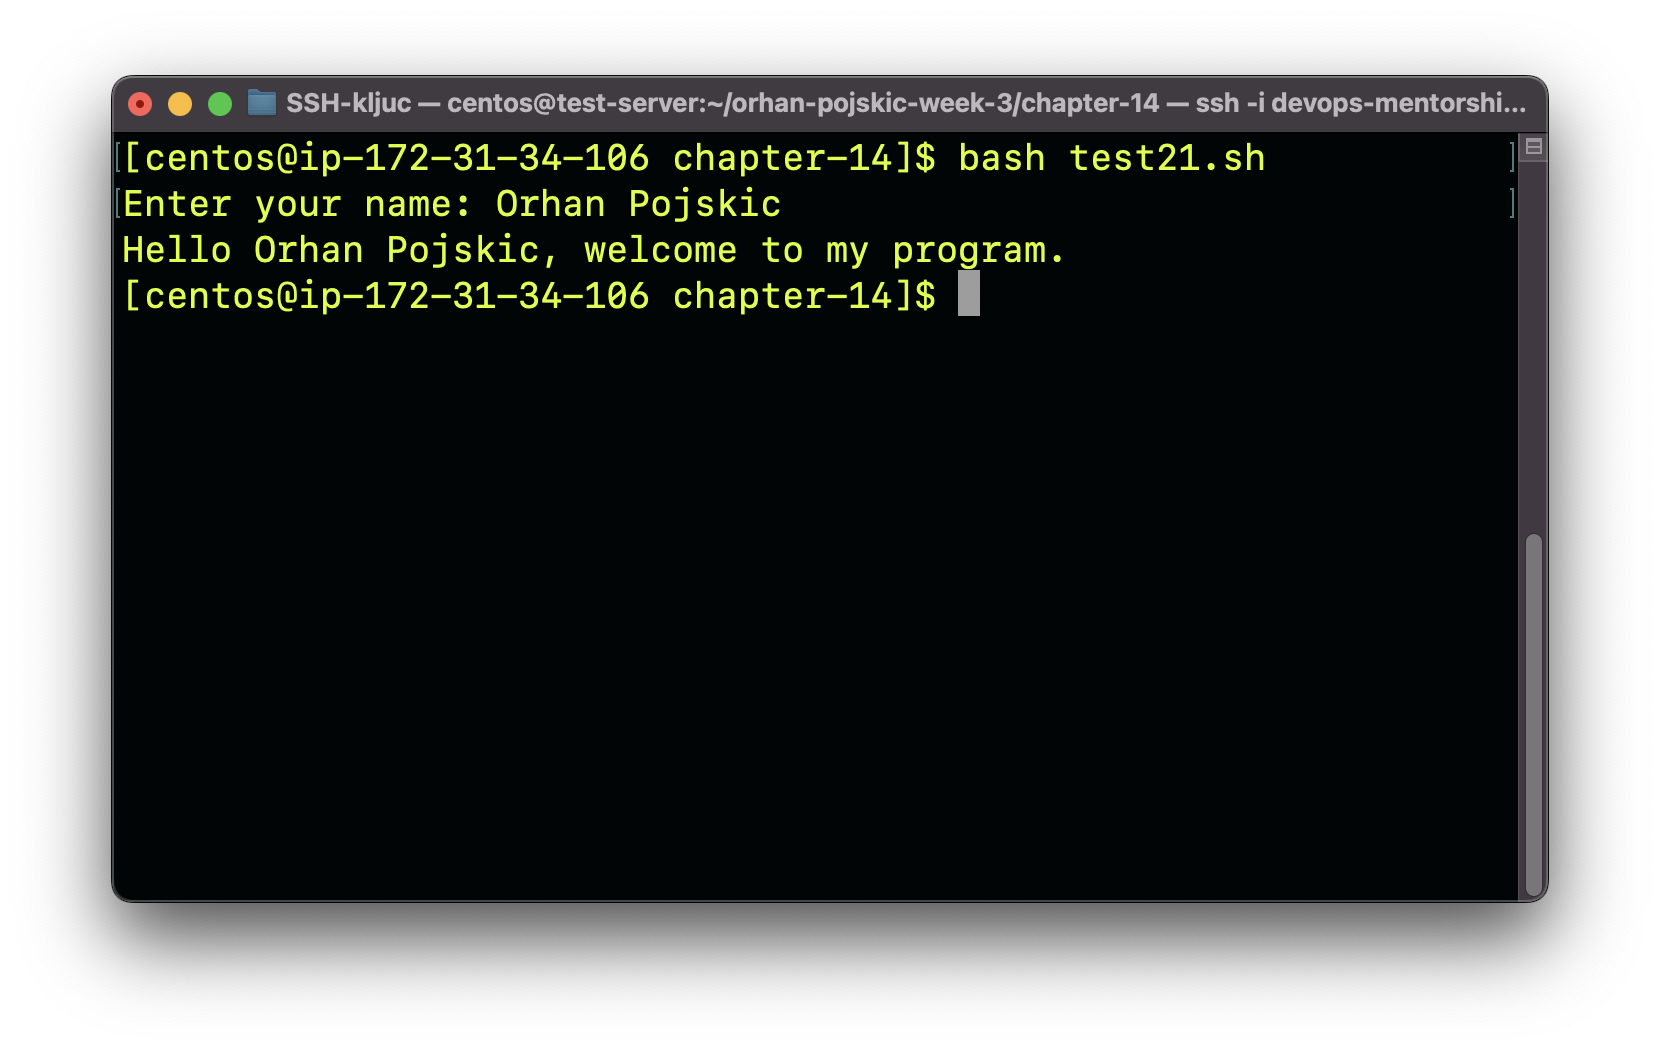 SSH-kljuc — centos@test-server:~/orhan-pojskic-week-3/chapter-14 — ssh -i devops-mentorshi...
[centos@ip-172-31-34-106 chapter-14]$ bash test21.sh
Enter your name: Orhan Pojskic
Hello Orhan Pojskic, welcome to my program.
[centos@ip-172-31-34-106 chapter-14]$